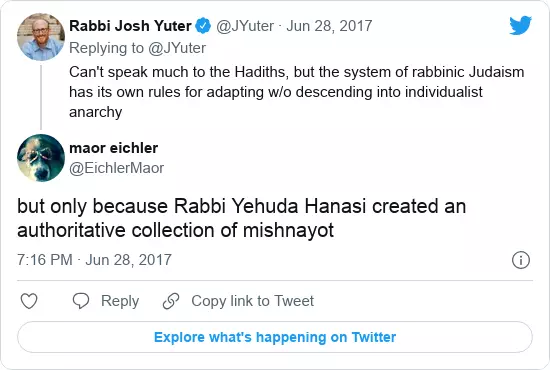 Rabbi Josh Yuter @JYuter · Jun 28, 2017
Replying to @JYuter
Can't speak much to the Hadiths, but the system of rabbinic Judaism
has its own rules for adapting w/o descending into individualist
anarchy
maor eichler
@EichlerMaor
but only because Rabbi Yehuda Hanasi created an
authoritative collection of mishnayot
7:16 PM · Jun 28, 2017
Reply
Copy link to Tweet
Explore what's happening on Twitter